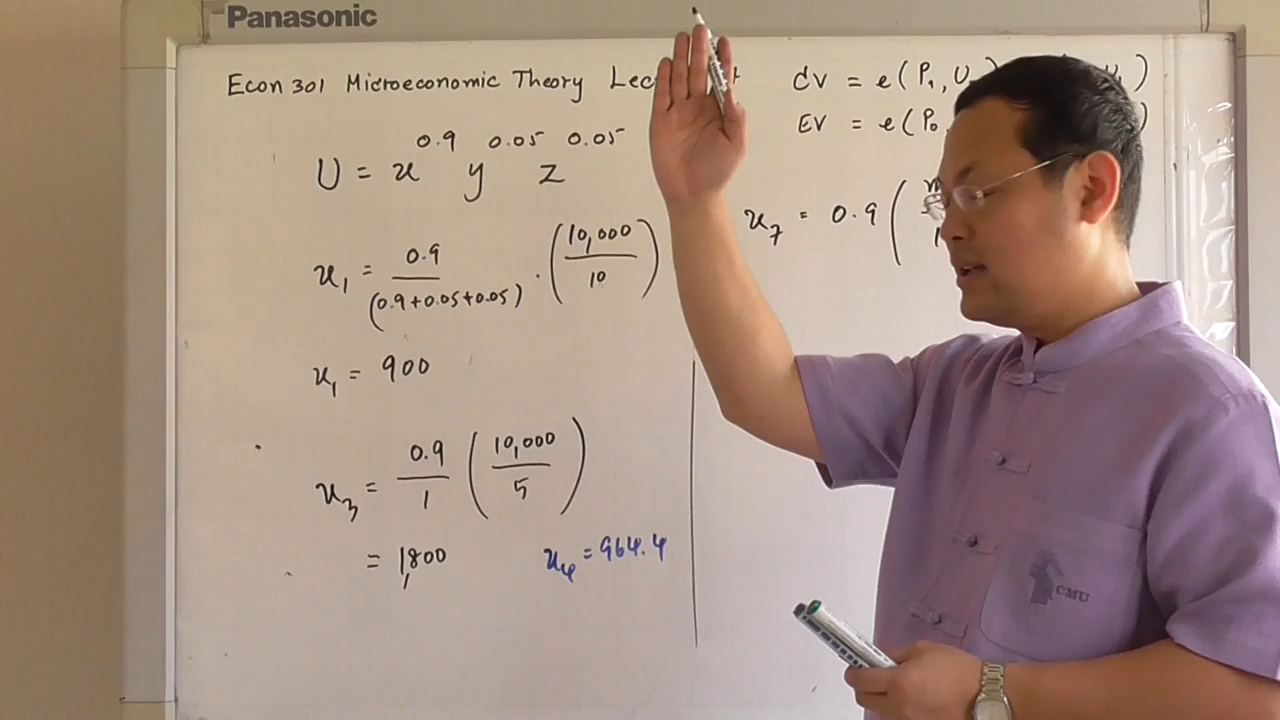 Panasonic
Econ 301 Microeconomic Theory
CV = e(P₁, U
EV = e(P₀
U = x^0.9 y^0.05 z^0.05
x₁ = 0.9/(0.9+0.05+0.05) · (10,000/10)
x₇ = 0.9 (
x₁ = 900
x₃ = 0.9/1 (10,000/5)
= 1,800
x₄ = 964.4
CMU